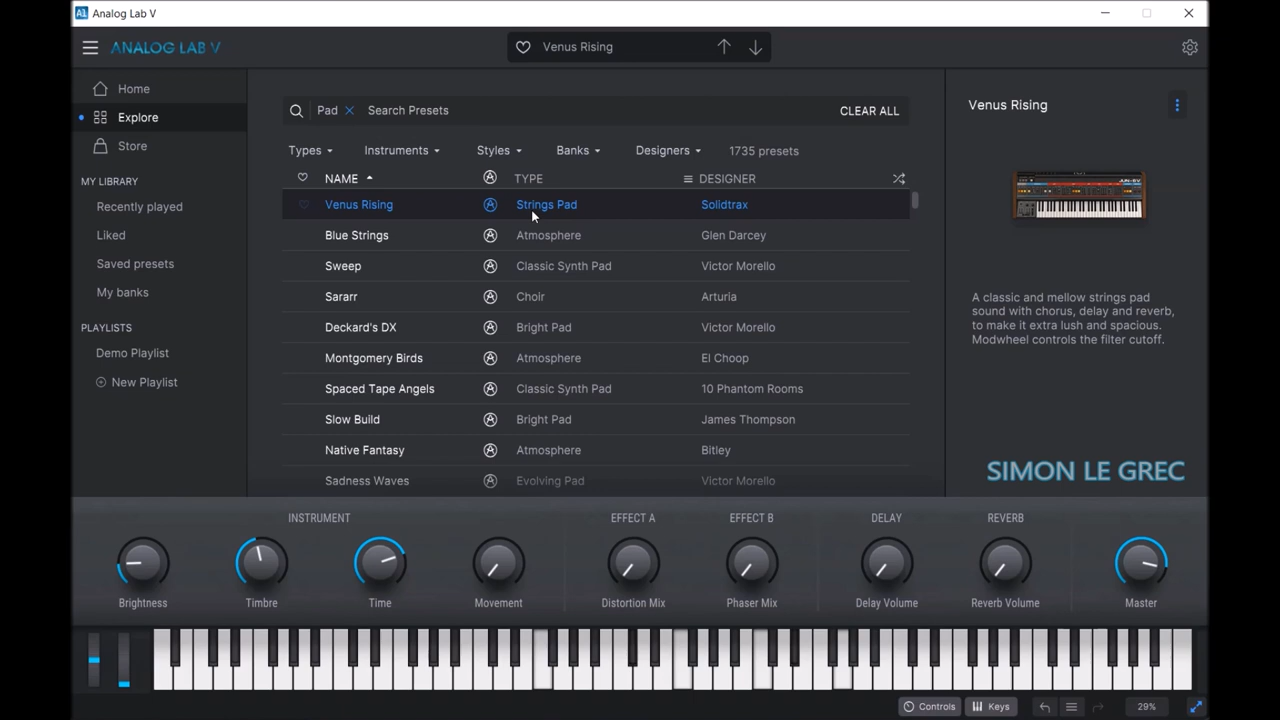 Analog Lab V
ANALOG LAB V
Venus Rising
Home
Explore
Store
MY LIBRARY
Recently played
Liked
Saved presets
My banks
PLAYLISTS
Demo Playlist
New Playlist
Pad Search Presets CLEAR ALL
Types Instruments Styles Banks Designers 1735 presets
NAME TYPE DESIGNER
Venus Rising Strings Pad Solidtrax
Blue Strings Atmosphere Glen Darcey
Sweep Classic Synth Pad Victor Morello
Sararr Choir Arturia
Deckard's DX Bright Pad Victor Morello
Montgomery Birds Atmosphere El Choop
Spaced Tape Angels Classic Synth Pad 10 Phantom Rooms
Slow Build Bright Pad James Thompson
Native Fantasy Atmosphere Bitley
Sadness Waves Evolving Pad Victor Morello
Venus Rising
JUN-6V
A classic and mellow strings pad
sound with chorus, delay and reverb,
to make it extra lush and spacious.
Modwheel controls the filter cutoff.
SIMON LE GREC
INSTRUMENT EFFECT A EFFECT B DELAY REVERB
Brightness Timbre Time Movement Distortion Mix Phaser Mix Delay Volume Reverb Volume Master
Controls Keys 29%